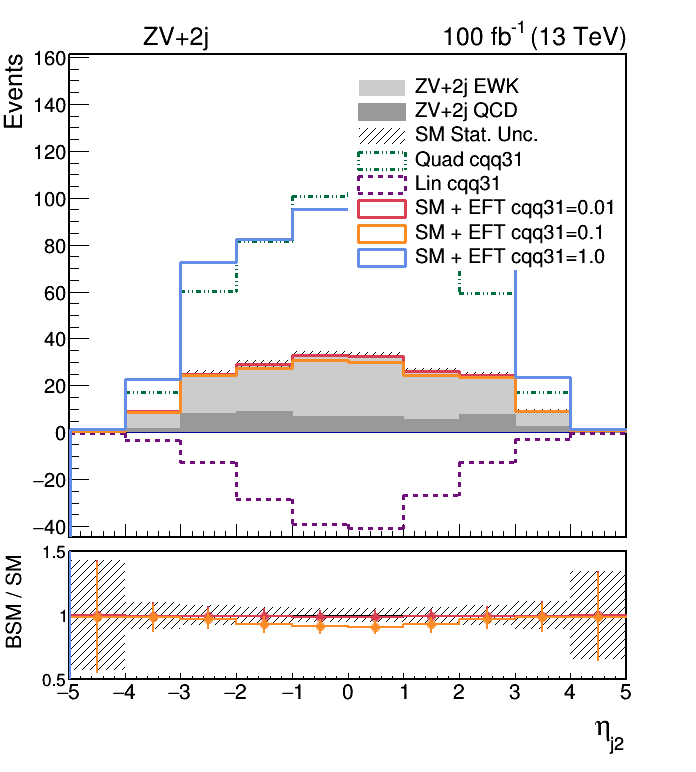 ZV+2j 100 fb⁻¹ (13 TeV)
Events
160
140
120
100
80
60
40
20
0
−20
−40
ZV+2j EWK
ZV+2j QCD
SM Stat. Unc.
Quad cqq31
Lin cqq31
SM + EFT cqq31=0.01
SM + EFT cqq31=0.1
SM + EFT cqq31=1.0
BSM / SM
1.5
1
0.5
−5 −4 −3 −2 −1 0 1 2 3 4 5
η_{j2}